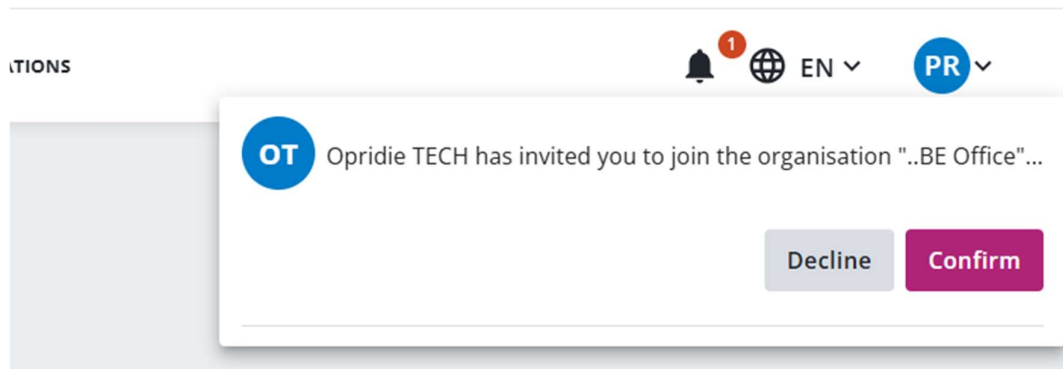 1
ATIONS
EN
PR
OT
Opridie TECH has invited you to join the organisation "..BE Office"...
Decline
Confirm